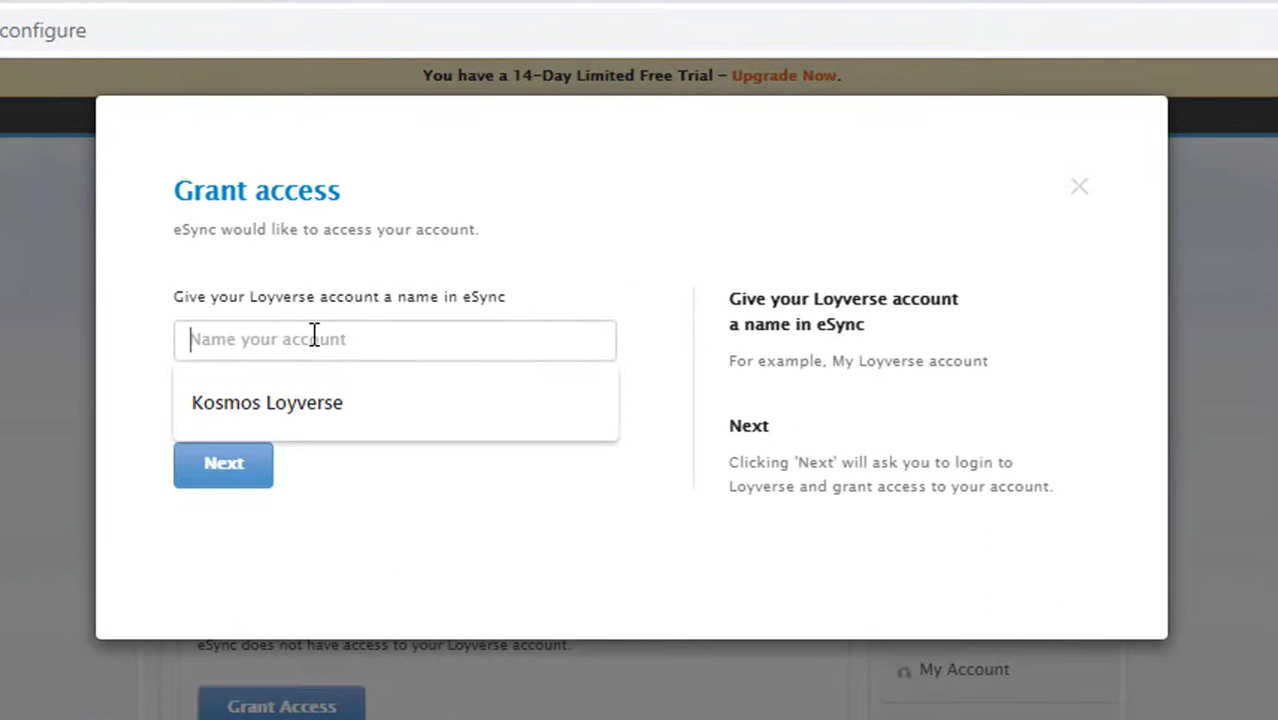 configure
You have a 14-Day Limited Free Trial - Upgrade Now.
Grant access
eSync would like to access your account.
Give your Loyverse account a name in eSync
Name your account
Kosmos Loyverse
Next
Give your Loyverse account
a name in eSync
For example, My Loyverse account
Next
Clicking 'Next' will ask you to login to
Loyverse and grant access to your account.
eSync does not have access to your Loyverse account.
Grant Access
My Account